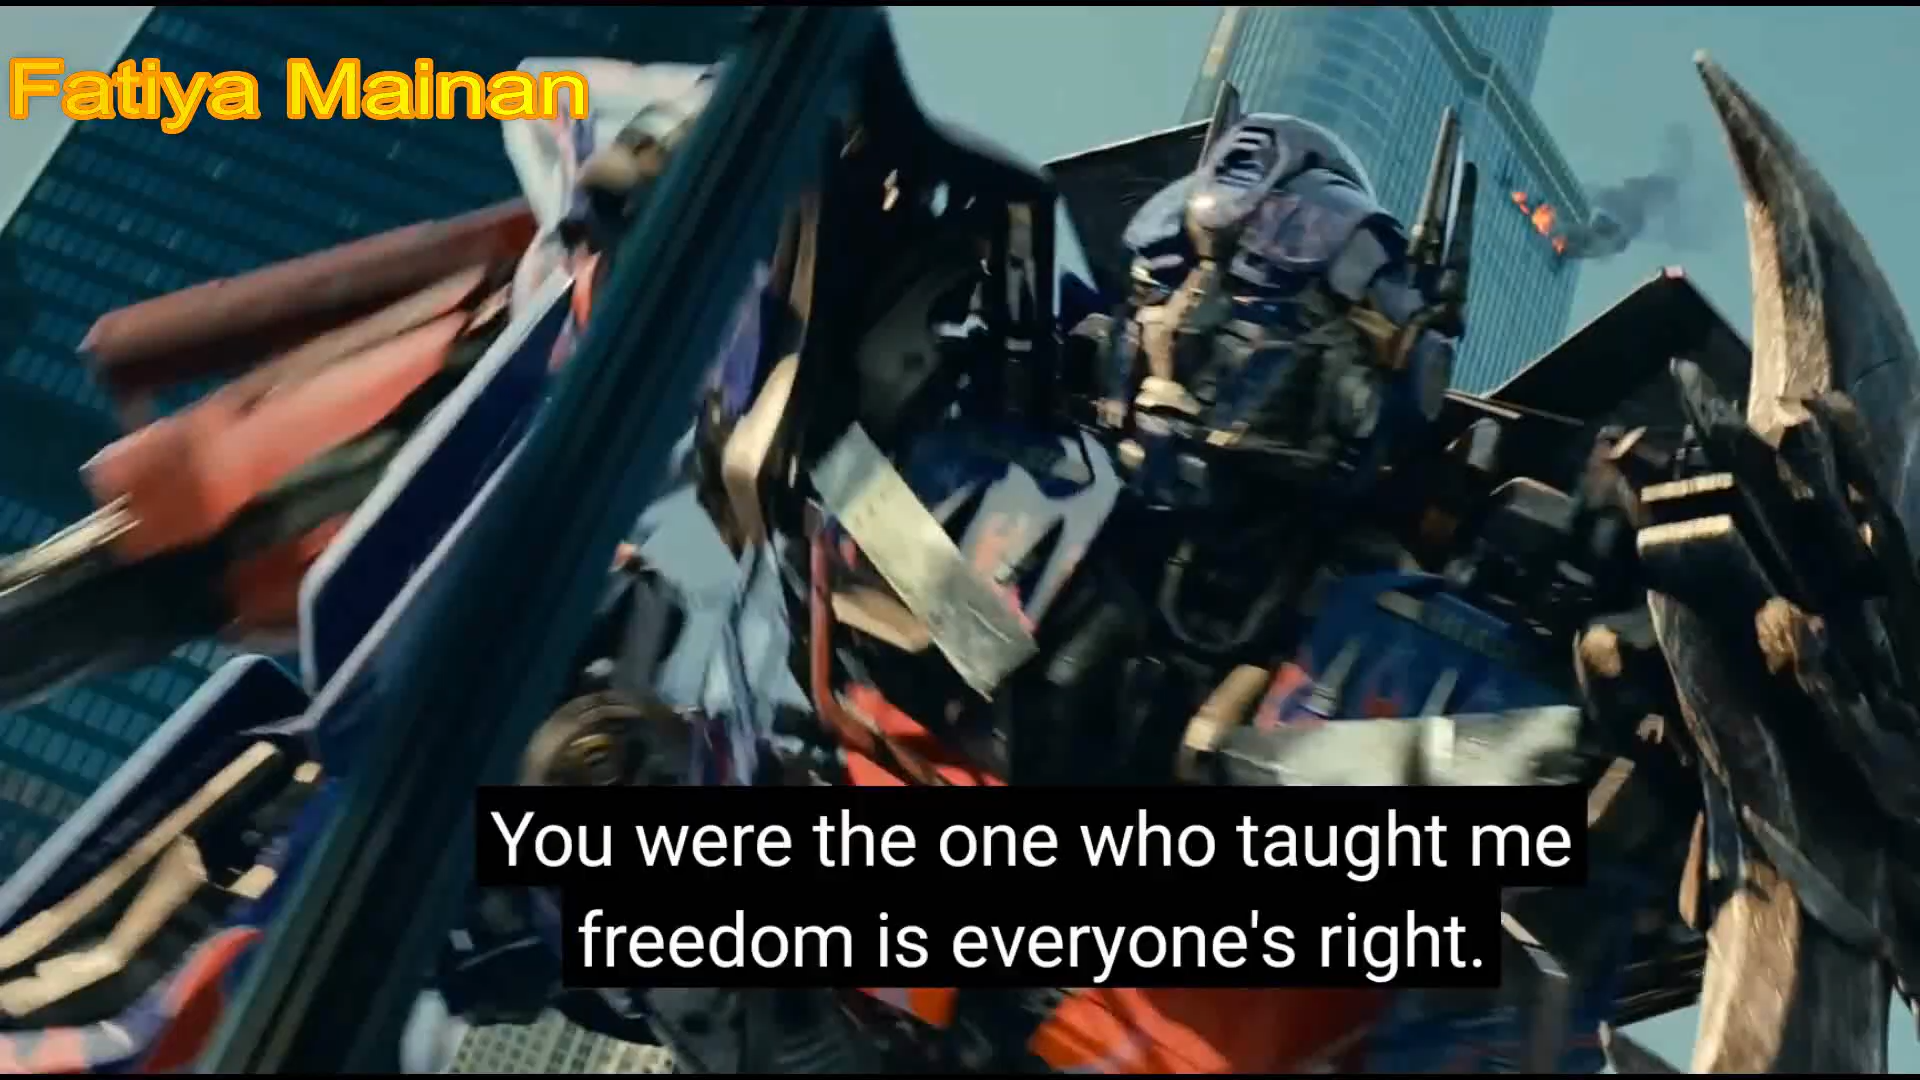 Fatiya Mainan
You were the one who taught me
freedom is everyone's right.